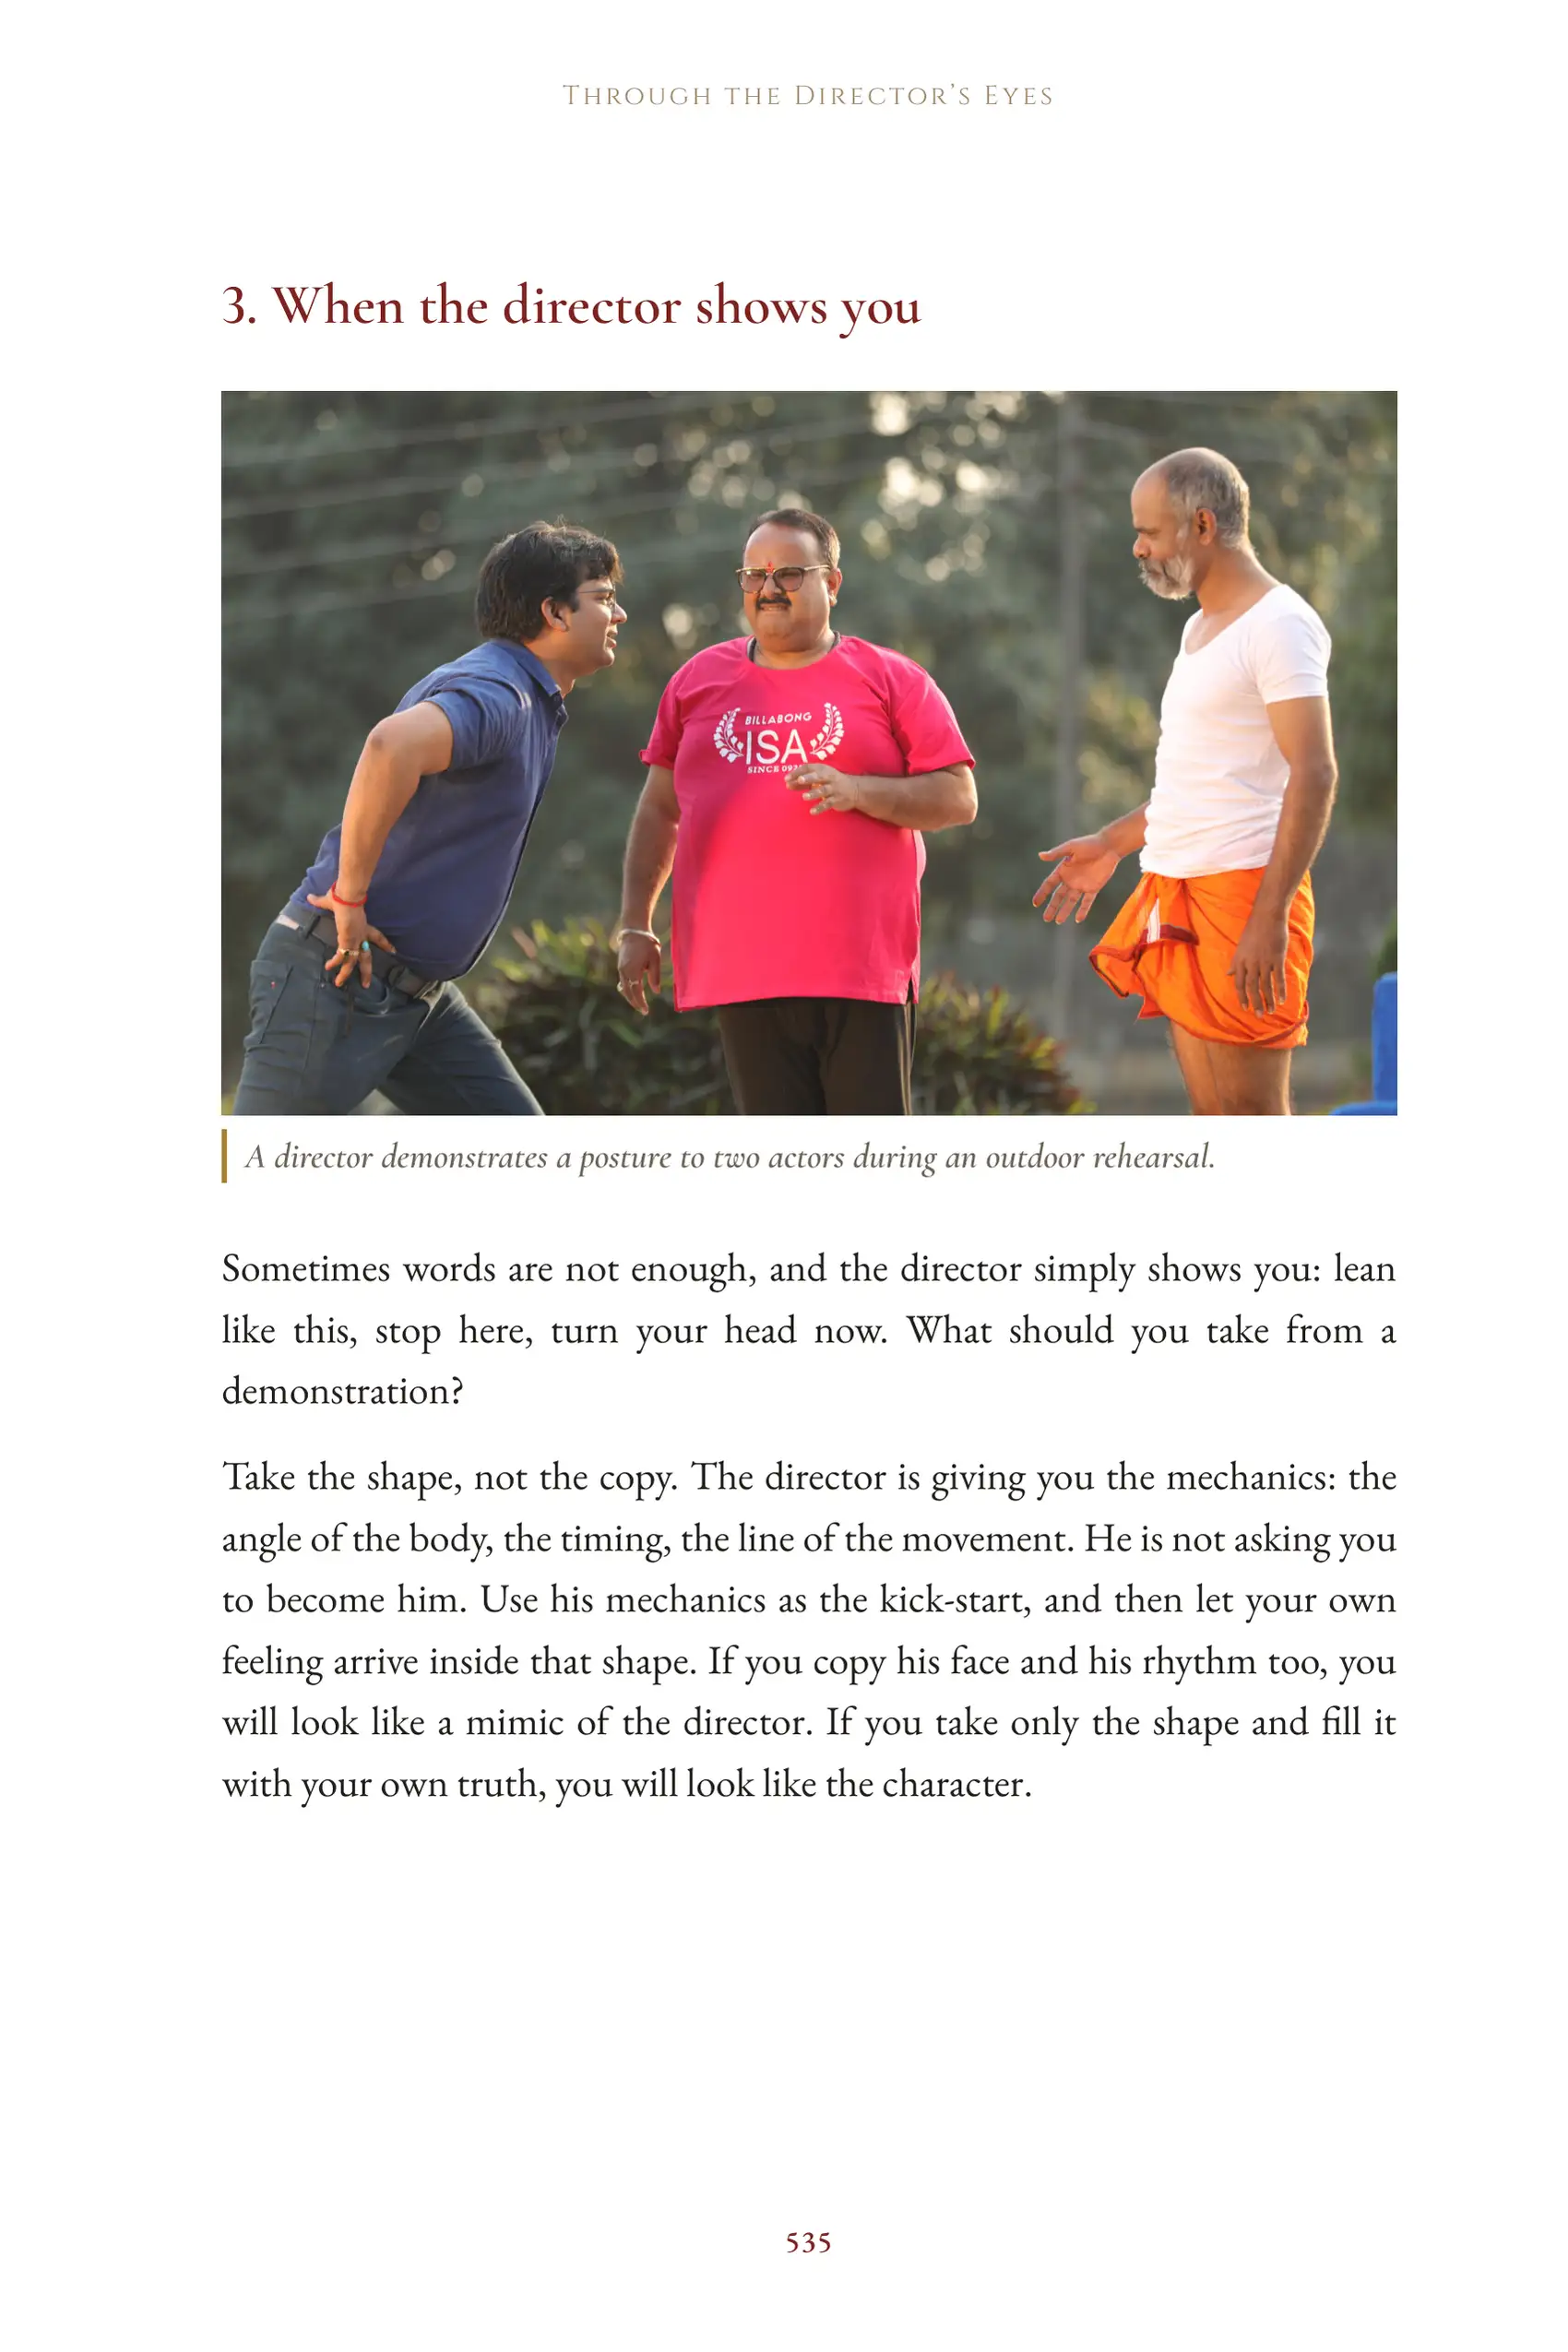 THROUGH THE DIRECTOR'S EYES
3. When the director shows you
BILLABONG
ISA
SINCE
A director demonstrates a posture to two actors during an outdoor rehearsal.
Sometimes words are not enough, and the director simply shows you: lean
like this, stop here, turn your head now. What should you take from a
demonstration?
Take the shape, not the copy. The director is giving you the mechanics: the
angle of the body, the timing, the line of the movement. He is not asking you
to become him. Use his mechanics as the kick-start, and then let your own
feeling arrive inside that shape. If you copy his face and his rhythm too, you
will look like a mimic of the director. If you take only the shape and fill it
with your own truth, you will look like the character.
535